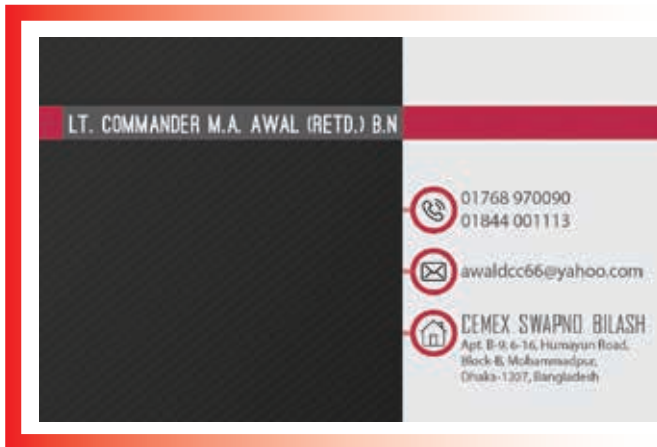 LT. COMMANDER M.A. AWAL (RETD.) B.N
01768 970090
01844 001113
awaldcc66@yahoo.com
CEMEX SWAPNO BILASH
Apt. B-9, 6-16, Humayun Road,
Block-B, Mohammadpur,
Dhaka-1207, Bangladesh